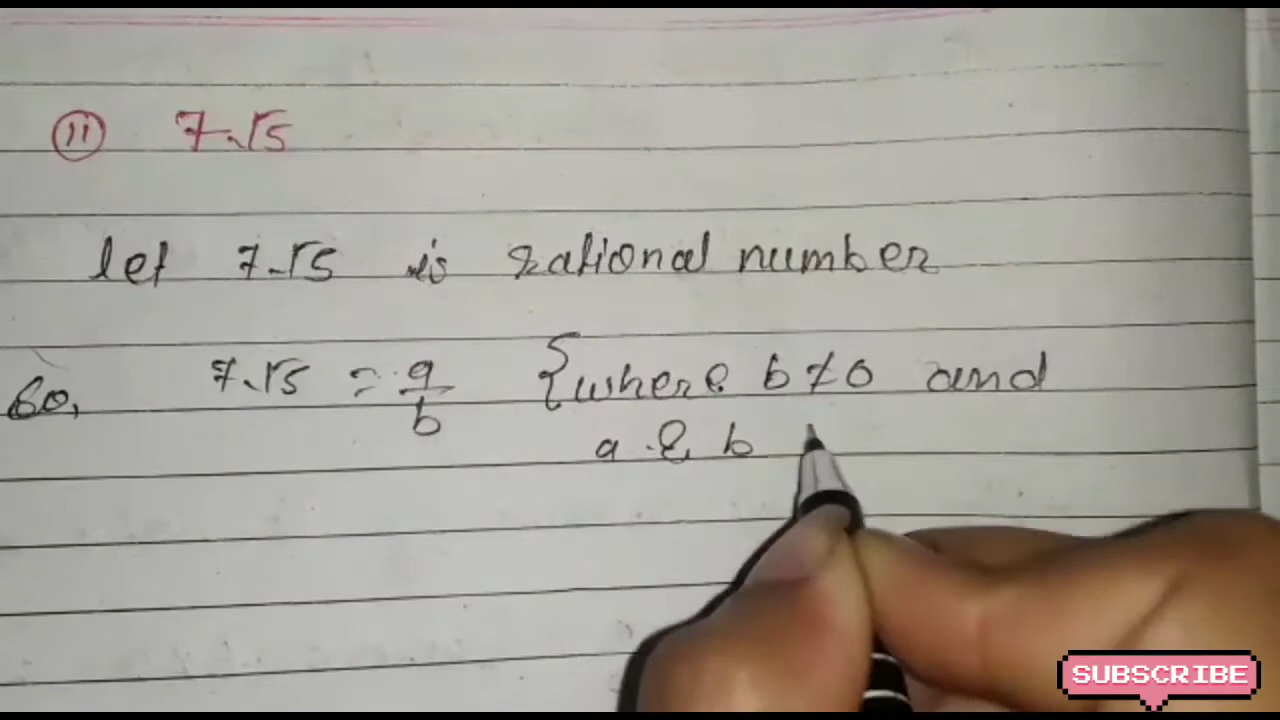 (ii) 7√5
let 7√5 is rational number
So, 7√5 = a/b {where b≠0 and
a & b
SUBSCRIBE